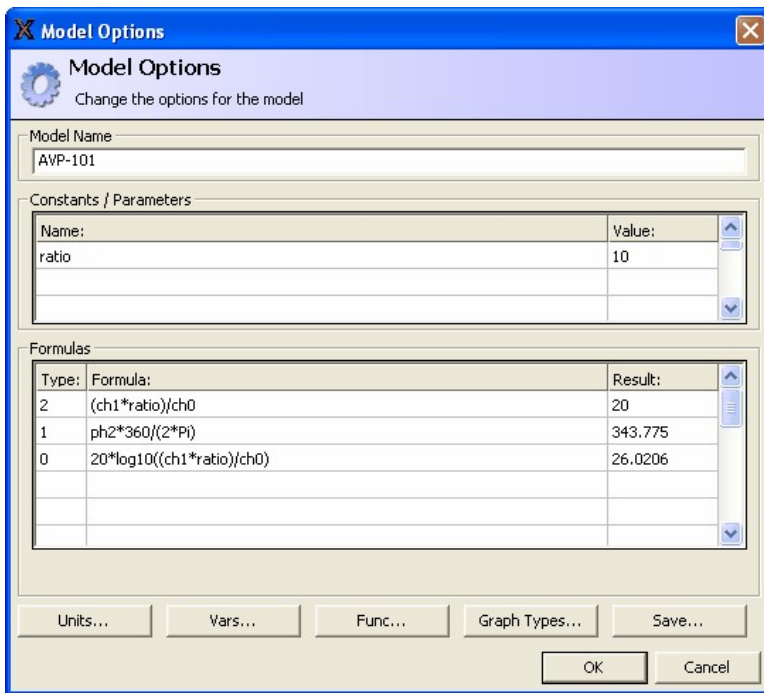 Model Options
Model Options
Change the options for the model
Model Name
AVP-101
Constants / Parameters
Name: Value:
ratio 10
Formulas
Type: Formula: Result:
2 (ch1*ratio)/ch0 20
1 ph2*360/(2*Pi) 343.775
0 20*log10((ch1*ratio)/ch0) 26.0206
Units... Vars... Func... Graph Types... Save...
OK Cancel